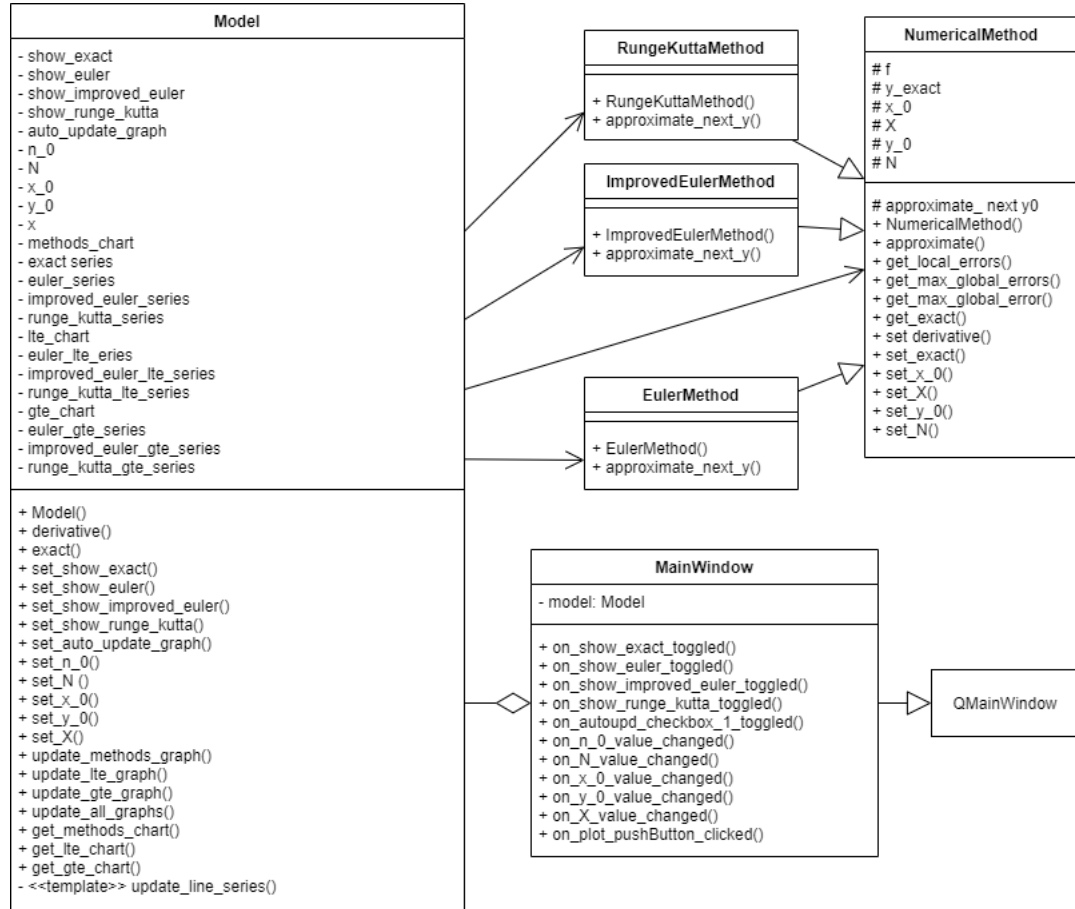 Model
- show_exact
- show_euler
- show_improved_euler
- show_runge_kutta
- auto_update_graph
- n_0
- N
- x_0
- y_0
- x
- methods_chart
- exact series
- euler_series
- improved_euler_series
- runge_kutta_series
- lte_chart
- euler_lte_eries
- improved_euler_lte_series
- runge_kutta_lte_series
- gte_chart
- euler_gte_series
- improved_euler_gte_series
- runge_kutta_gte_series
+ Model()
+ derivative()
+ exact()
+ set_show_exact()
+ set_show_euler()
+ set_show_improved_euler()
+ set_show_runge_kutta()
+ set_auto_update_graph()
+ set_n_0()
+ set_N ()
+ set_x_0()
+ set_y_0()
+ set_X()
+ update_methods_graph()
+ update_lte_graph()
+ update_gte_graph()
+ update_all_graphs()
+ get_methods_chart()
+ get_lte_chart()
+ get_gte_chart()
- <<template>> update_line_series()
RungeKuttaMethod
+ RungeKuttaMethod()
+ approximate_next_y()
ImprovedEulerMethod
+ ImprovedEulerMethod()
+ approximate_next_y()
EulerMethod
+ EulerMethod()
+ approximate_next_y()
NumericalMethod
# f
# y_exact
# x_0
# X
# y_0
# N
# approximate_ next y0
+ NumericalMethod()
+ approximate()
+ get_local_errors()
+ get_max_global_errors()
+ get_max_global_error()
+ get_exact()
+ set derivative()
+ set_exact()
+ set_x_0()
+ set_X()
+ set_y_0()
+ set_N()
MainWindow
- model: Model
+ on_show_exact_toggled()
+ on_show_euler_toggled()
+ on_show_improved_euler_toggled()
+ on_show_runge_kutta_toggled()
+ on_autoupd_checkbox_1_toggled()
+ on_n_0_value_changed()
+ on_N_value_changed()
+ on_x_0_value_changed()
+ on_y_0_value_changed()
+ on_X_value_changed()
+ on_plot_pushButton_clicked()
QMainWindow